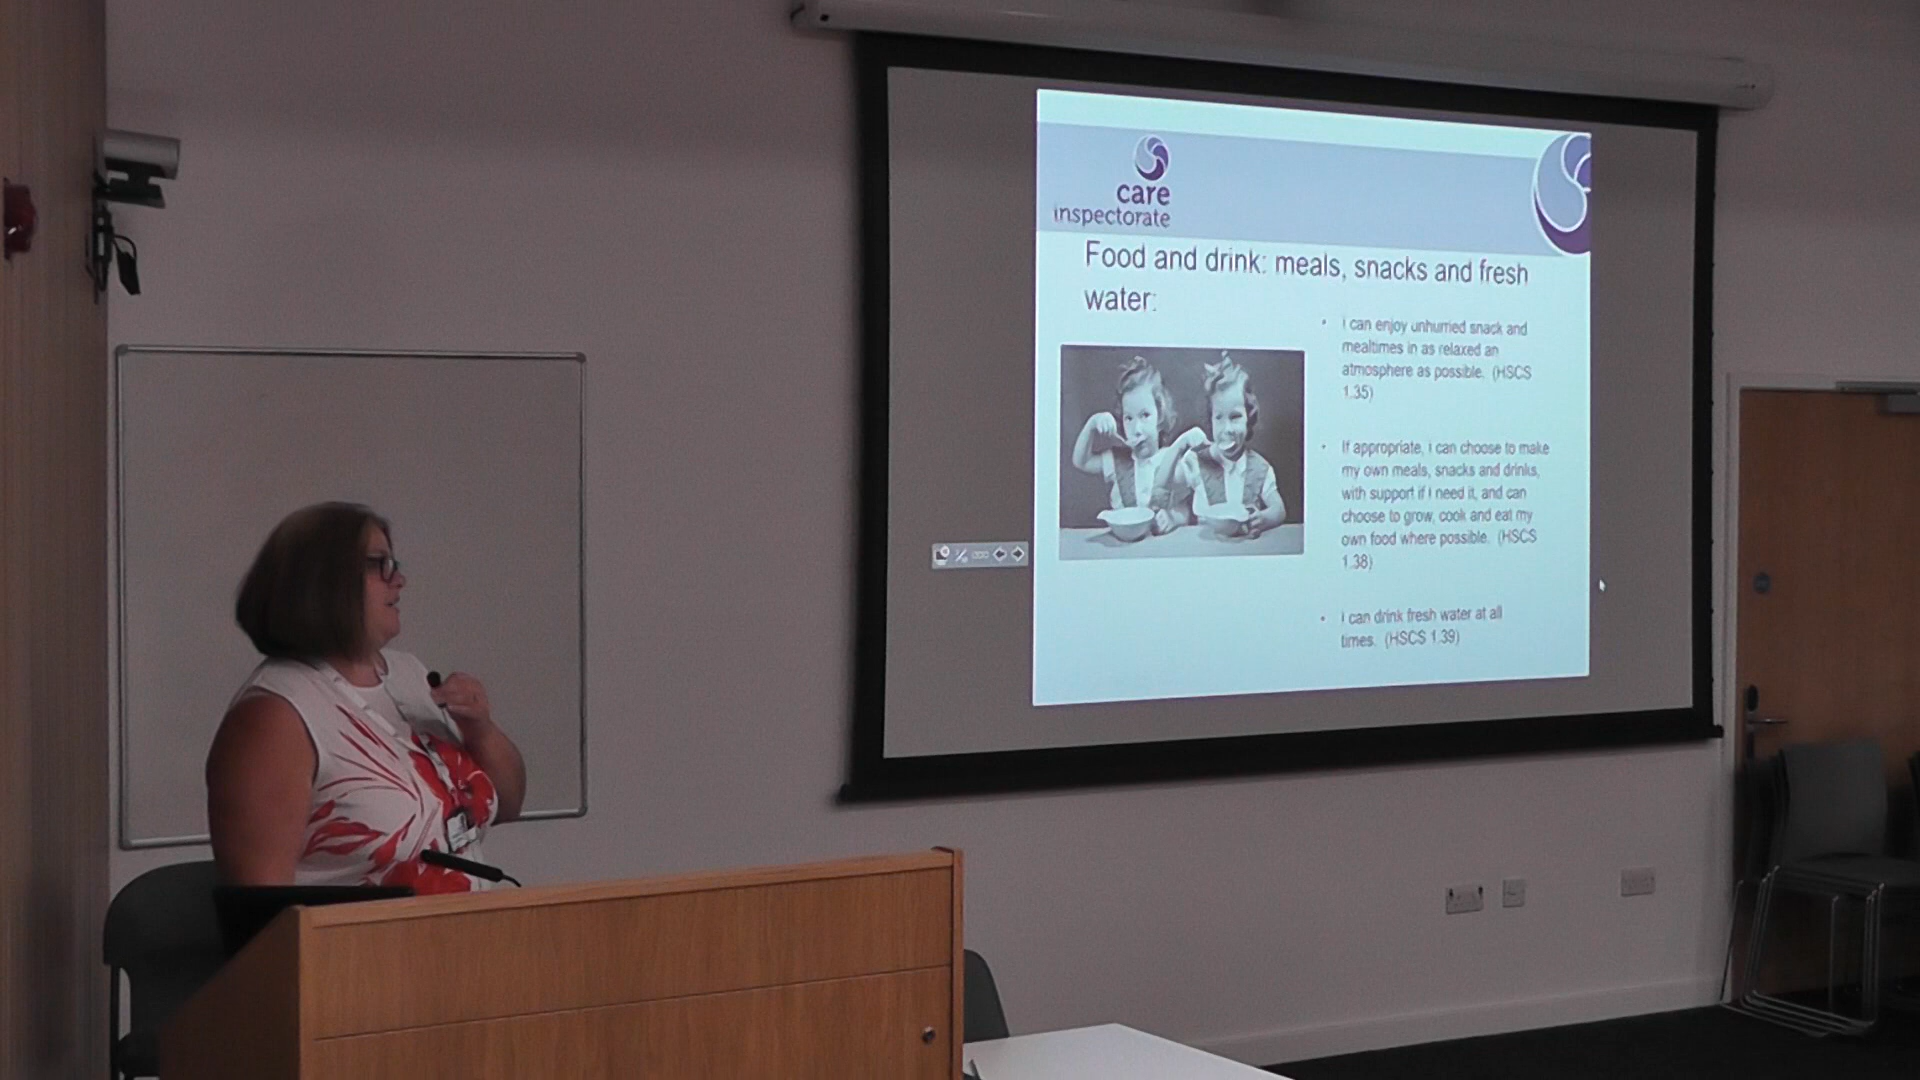 care
inspectorate
Food and drink: meals, snacks and fresh
water:
• I can enjoy unhurried snack and
mealtimes in as relaxed an
atmosphere as possible. (HSCS
1.35)
• If appropriate, I can choose to make
my own meals, snacks and drinks,
with support if I need it, and can
choose to grow, cook and eat my
own food where possible. (HSCS
1.38)
• I can drink fresh water at all
times. (HSCS 1.39)